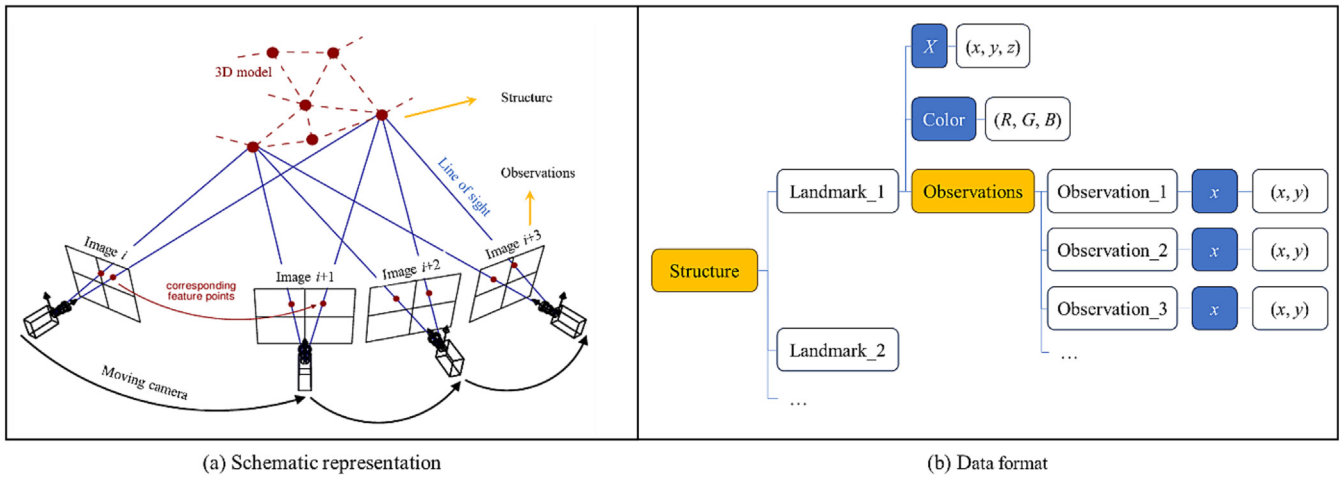 3D model
Structure
Line of sight
Observations
Image i
Image i+1
Image i+2
Image i+3
corresponding
feature points
Moving camera
(a) Schematic representation
X
(x, y, z)
Color
(R, G, B)
Structure
Landmark_1
Observations
Observation_1
x
(x, y)
Observation_2
x
(x, y)
Observation_3
x
(x, y)
...
Landmark_2
...
(b) Data format